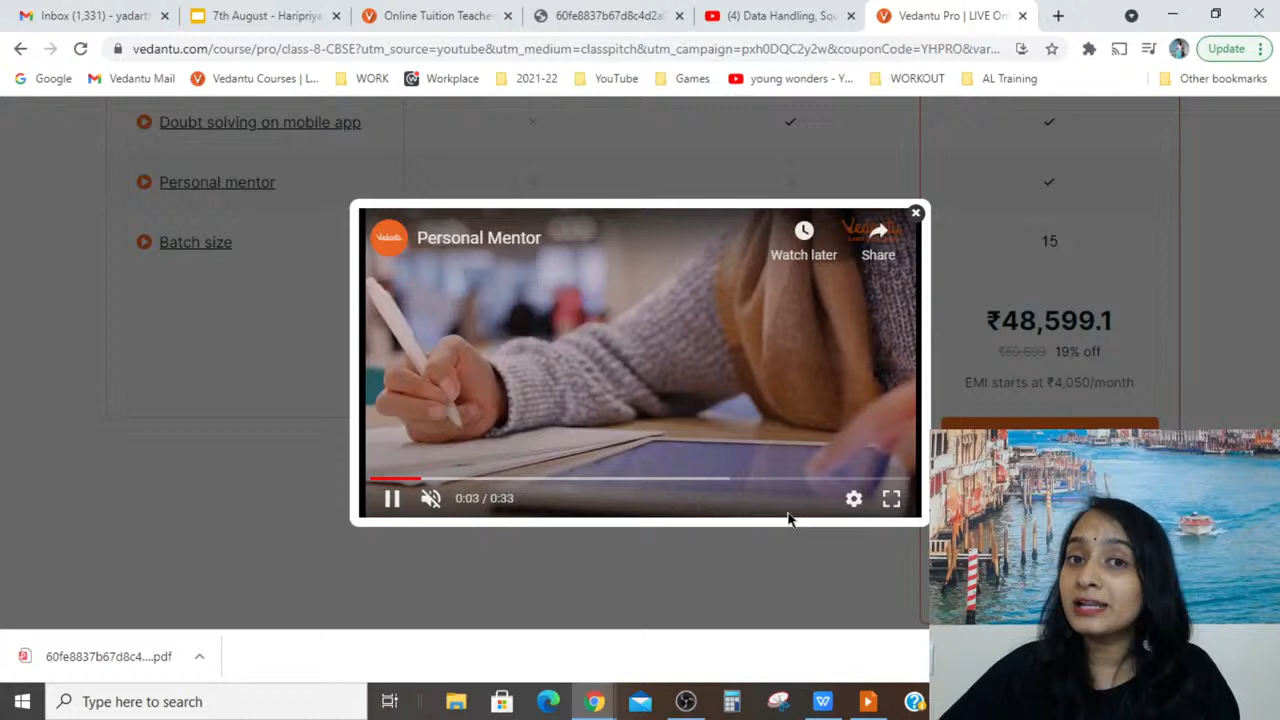 Inbox (1,331) - yadarth
7th August - Haripriya
Online Tuition Teache
60fe8837b67d8c4d2a
(4) Data Handling, Squ
Vedantu Pro | LIVE On
vedantu.com/course/pro/class-8-CBSE?utm_source=youtube&utm_medium=classpitch&utm_campaign=pxh0DQC2y2w&couponCode=YHPRO&var...
Update
Google
Vedantu Mail
Vedantu Courses | L...
WORK
Workplace
2021-22
YouTube
Games
young wonders - Y...
WORKOUT
AL Training
Other bookmarks
Doubt solving on mobile app
Personal mentor
Batch size
15
Vedantu
Personal Mentor
Vedantu
Watch later
Share
0:03 / 0:33
₹48,599.1
19% off
EMI starts at ₹4,050/month
60fe8837b67d8c4....pdf
Type here to search